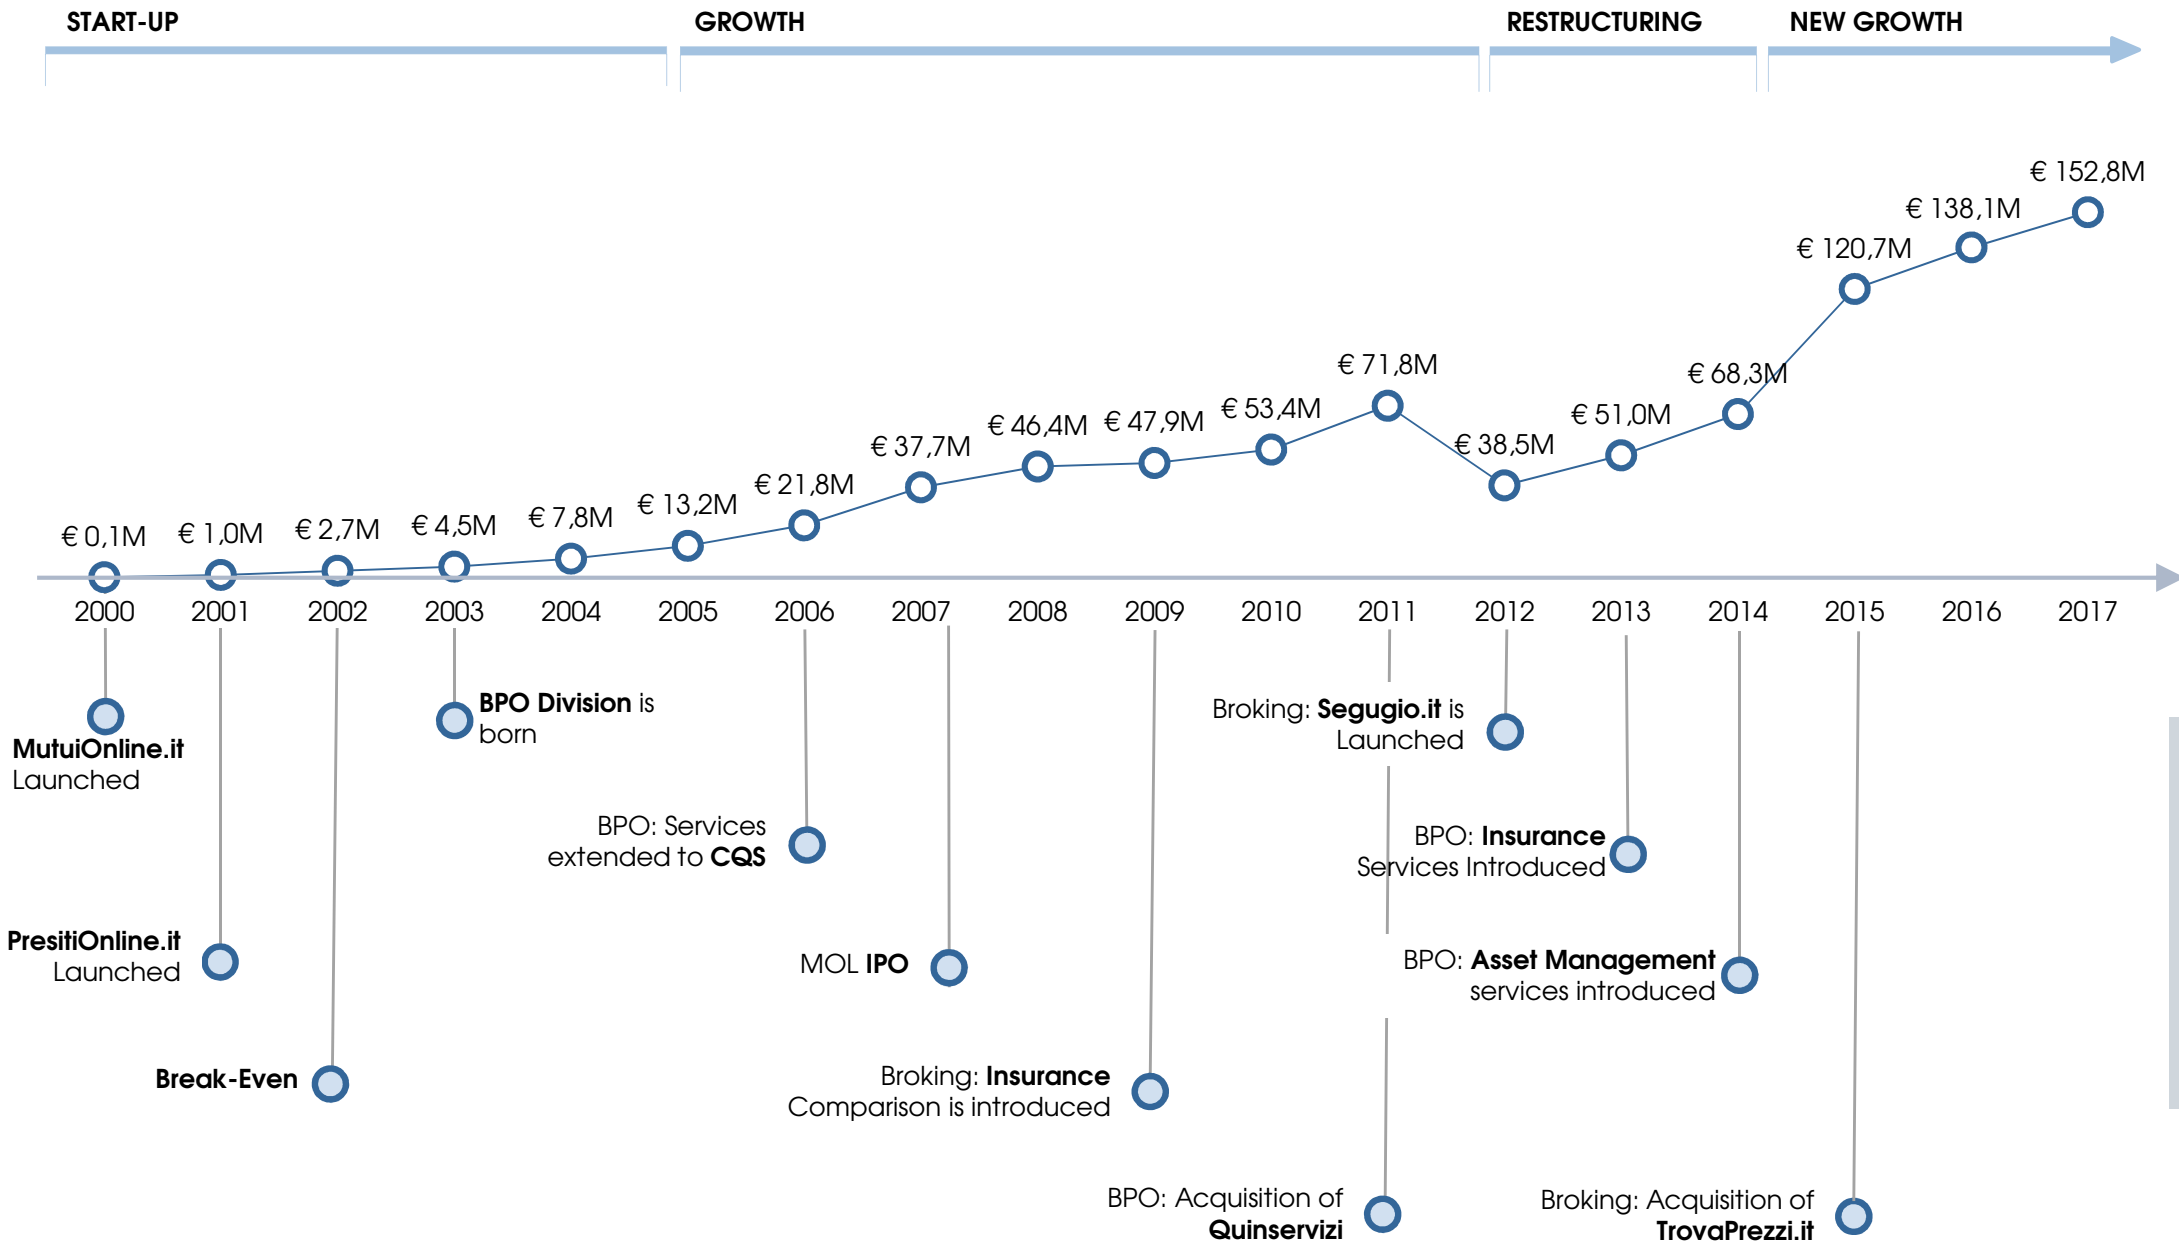 START-UP
GROWTH
RESTRUCTURING
NEW GROWTH
€ 0,1M
€ 1,0M
€ 2,7M
€ 4,5M
€ 7,8M
€ 13,2M
€ 21,8M
€ 37,7M
€ 46,4M
€ 47,9M
€ 53,4M
€ 71,8M
€ 38,5M
€ 51,0M
€ 68,3M
€ 120,7M
€ 138,1M
€ 152,8M
2000
2001
2002
2003
2004
2005
2006
2007
2008
2009
2010
2011
2012
2013
2014
2015
2016
2017
MutuiOnline.it
Launched
PresitiOnline.it
Launched
Break-Even
BPO Division is
born
BPO: Services
extended to CQS
MOL IPO
Broking: Insurance
Comparison is introduced
BPO: Acquisition of
Quinservizi
Broking: Segugio.it is
Launched
BPO: Insurance
Services Introduced
BPO: Asset Management
services introduced
Broking: Acquisition of
TrovaPrezzi.it